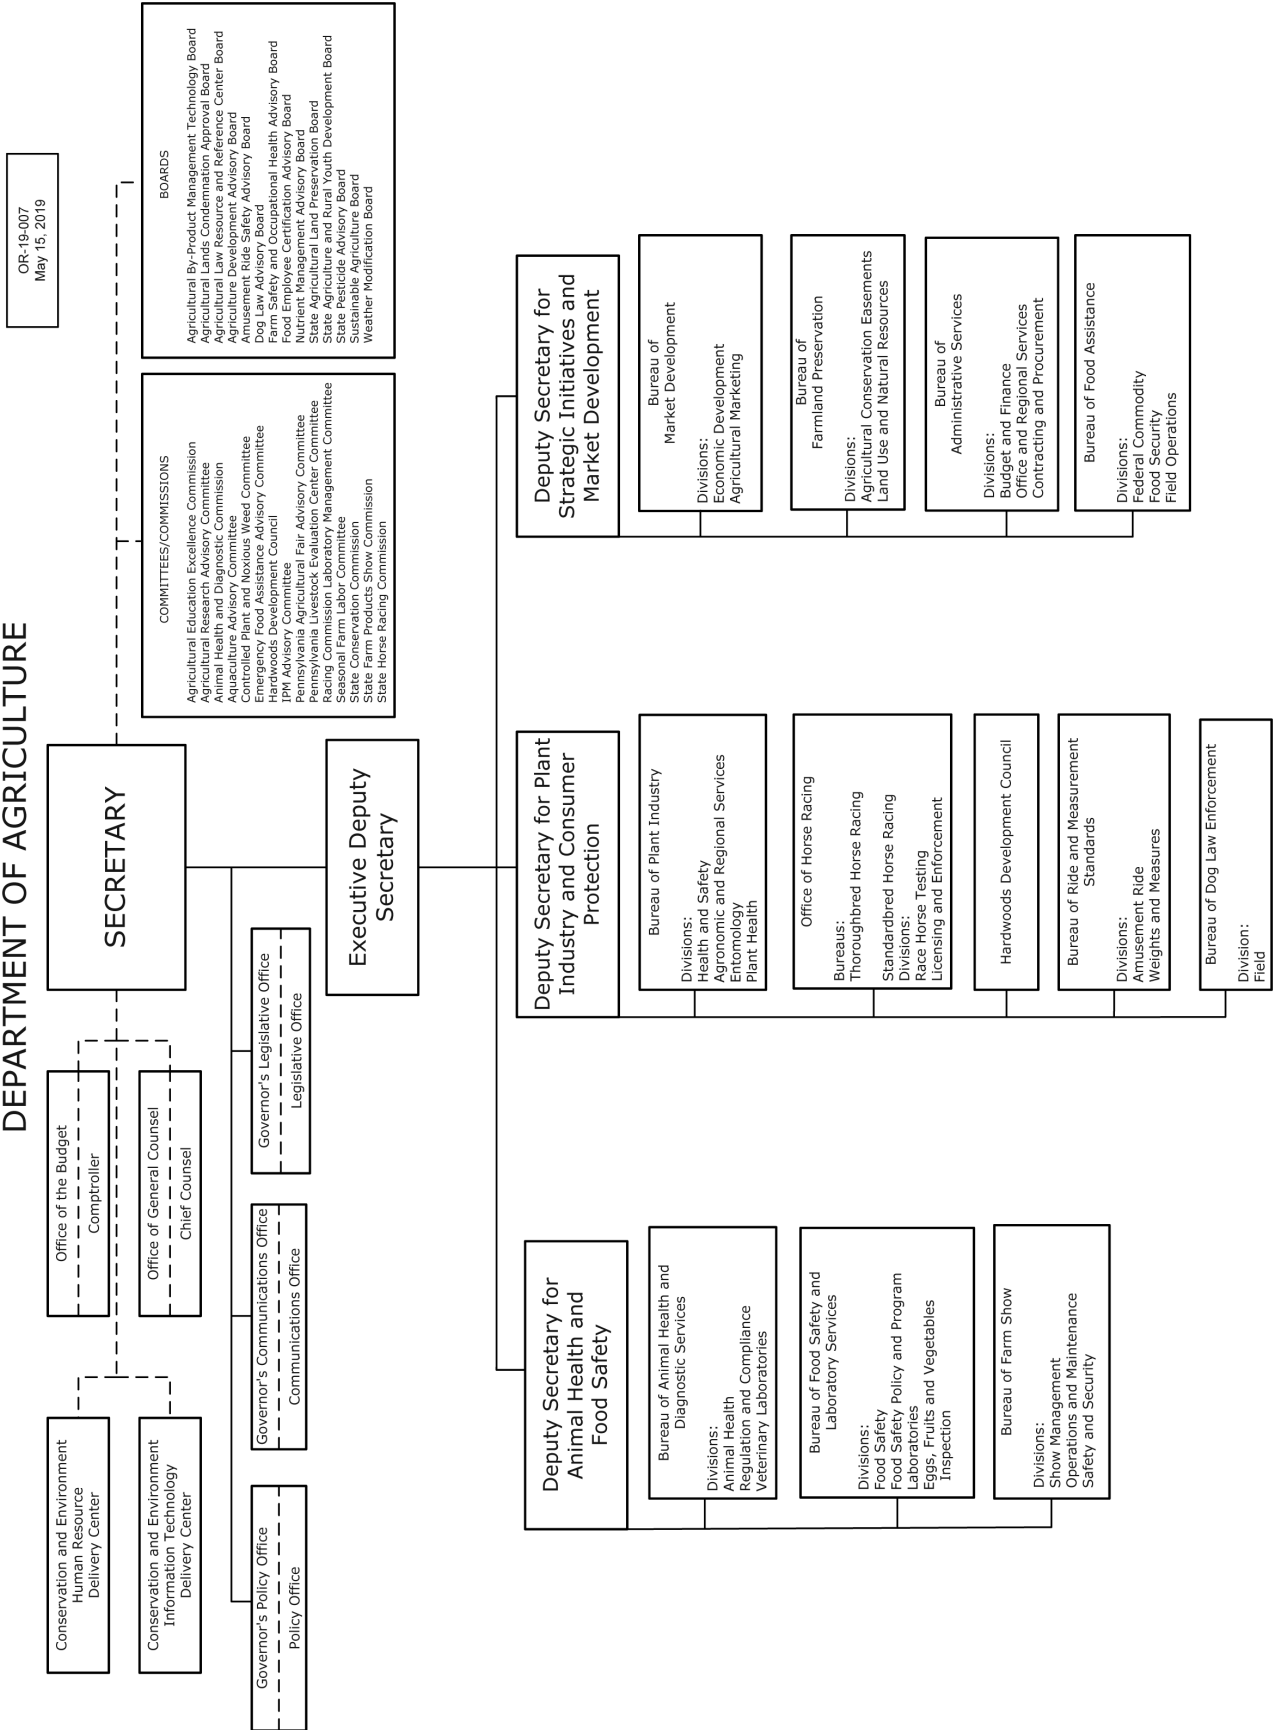 DEPARTMENT OF AGRICULTURE
OR-19-007
May 15, 2019
Conservation and Environment
Human Resource
Delivery Center
Conservation and Environment
Information Technology
Delivery Center
Office of the Budget
Comptroller
Office of General Counsel
Chief Counsel
SECRETARY
COMMITTEES/COMMISSIONS
Agricultural Education Excellence Commission
Agricultural Research Advisory Committee
Animal Health and Diagnostic Commission
Aquaculture Advisory Committee
Controlled Plant and Noxious Weed Committee
Emergency Food Assistance Advisory Committee
Hardwoods Development Council
IPM Advisory Committee
Pennsylvania Agricultural Fair Advisory Committee
Pennsylvania Livestock Evaluation Center Committee
Racing Commission Laboratory Management Committee
Seasonal Farm Labor Committee
State Conservation Commission
State Farm Products Show Commission
State Horse Racing Commission
BOARDS
Agricultural By-Product Management Technology Board
Agricultural Lands Condemnation Approval Board
Agricultural Law Resource and Reference Center Board
Agriculture Development Advisory Board
Amusement Ride Safety Advisory Board
Dog Law Advisory Board
Farm Safety and Occupational Health Advisory Board
Food Employee Certification Advisory Board
Nutrient Management Advisory Board
State Agricultural Land Preservation Board
State Agriculture and Rural Youth Development Board
State Pesticide Advisory Board
Sustainable Agriculture Board
Weather Modification Board
Governor's Policy Office
Policy Office
Governor's Communications Office
Communications Office
Governor's Legislative Office
Legislative Office
Executive Deputy
Secretary
Deputy Secretary for
Animal Health and
Food Safety
Bureau of Animal Health and
Diagnostic Services
Divisions:
Animal Health
Regulation and Compliance
Veterinary Laboratories
Bureau of Food Safety and
Laboratory Services
Divisions:
Food Safety
Food Safety Policy and Program
Laboratories
Eggs, Fruits and Vegetables
Inspection
Bureau of Farm Show
Divisions:
Show Management
Operations and Maintenance
Safety and Security
Deputy Secretary for Plant
Industry and Consumer
Protection
Bureau of Plant Industry
Divisions:
Health and Safety
Agronomic and Regional Services
Entomology
Plant Health
Office of Horse Racing
Bureaus:
Thoroughbred Horse Racing
Standardbred Horse Racing
Divisions:
Race Horse Testing
Licensing and Enforcement
Hardwoods Development Council
Bureau of Ride and Measurement
Standards
Divisions:
Amusement Ride
Weights and Measures
Bureau of Dog Law Enforcement
Division:
Field
Deputy Secretary for
Strategic Initiatives and
Market Development
Bureau of
Market Development
Divisions:
Economic Development
Agricultural Marketing
Bureau of
Farmland Preservation
Divisions:
Agricultural Conservation Easements
Land Use and Natural Resources
Bureau of
Administrative Services
Divisions:
Budget and Finance
Office and Regional Services
Contracting and Procurement
Bureau of Food Assistance
Divisions:
Federal Commodity
Food Security
Field Operations